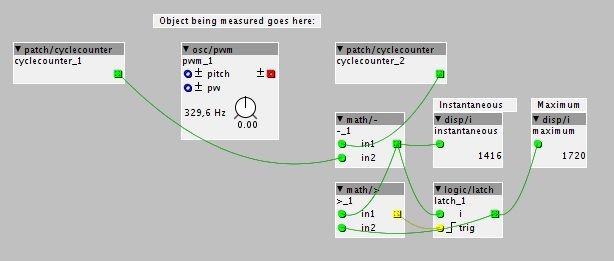 Object being measured goes here:
▼ patch/cyclecounter
cyclecounter_1
▼ osc/pwm
pwm_1
± pitch ±
± pw
329,6 Hz
0.00
▼ patch/cyclecounter
cyclecounter_2
Instantaneous
Maximum
▼ math/-
-_1
in1
in2
▼ disp/i
instantaneous
1416
▼ disp/i
maximum
1720
▼ math/>
>_1
in1
in2
▼ logic/latch
latch_1
i
trig